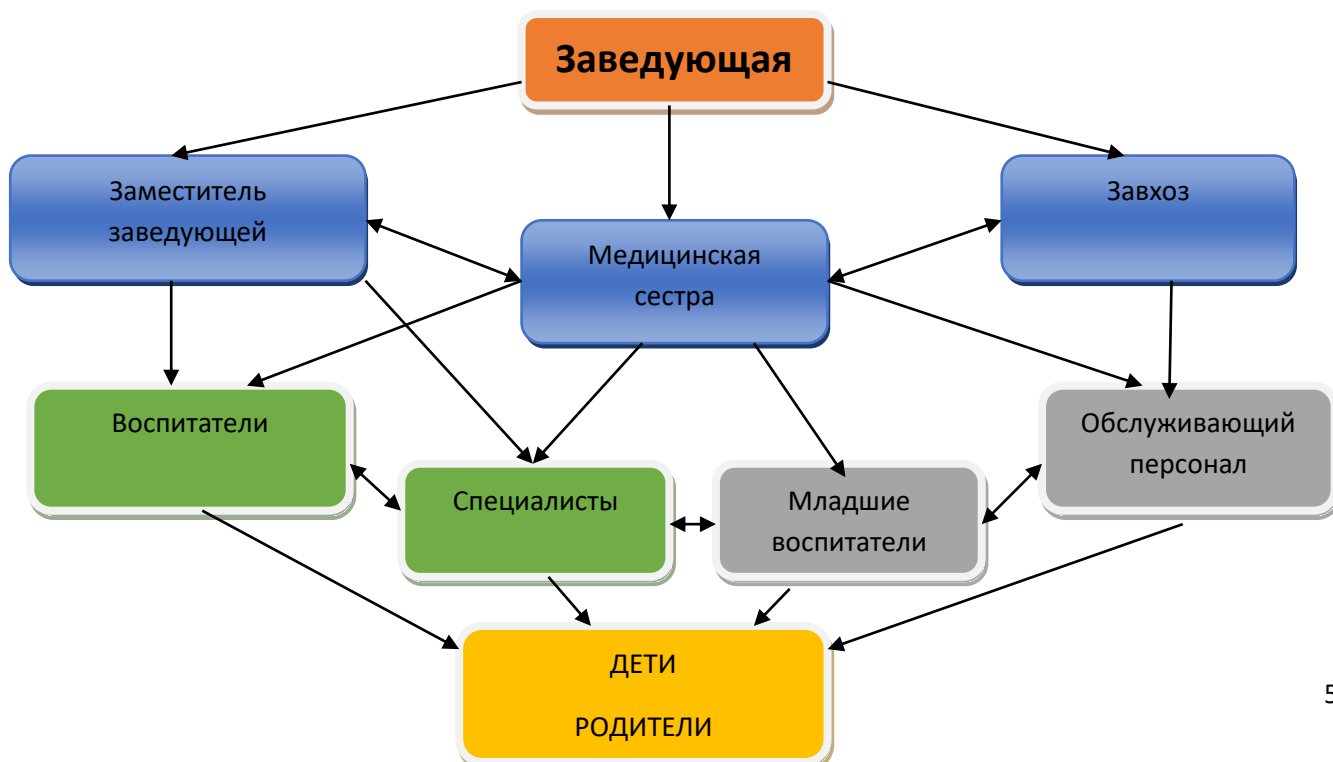 Заведующая
Заместитель
заведующей
Завхоз
Медицинская
сестра
Воспитатели
Обслуживающий
персонал
Специалисты
Младшие
воспитатели
ДЕТИ
РОДИТЕЛИ
5